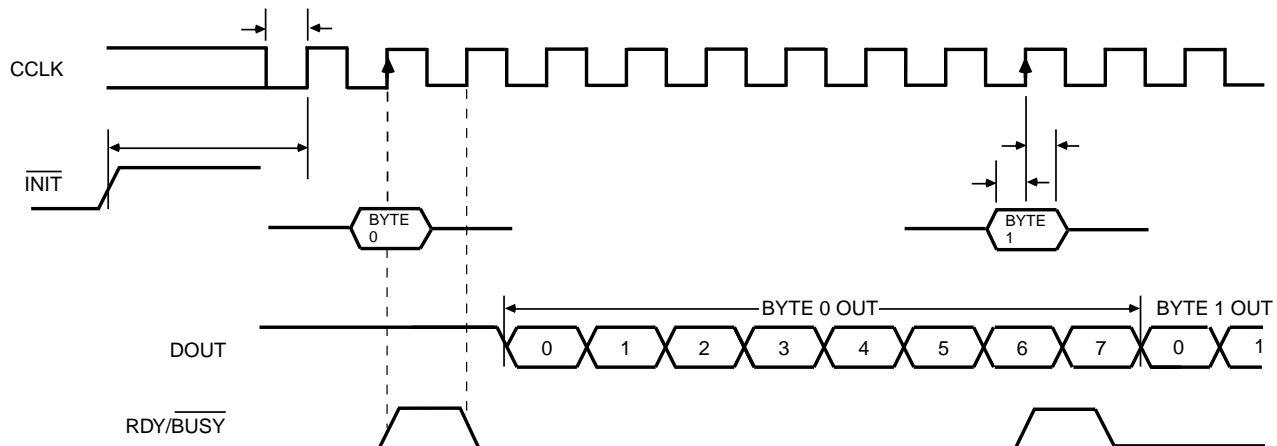 CCLK
INIT
BYTE
0
BYTE
1
BYTE 0 OUT
BYTE 1 OUT
DOUT
0 1 2 3 4 5 6 7 0 1
RDY/BUSY